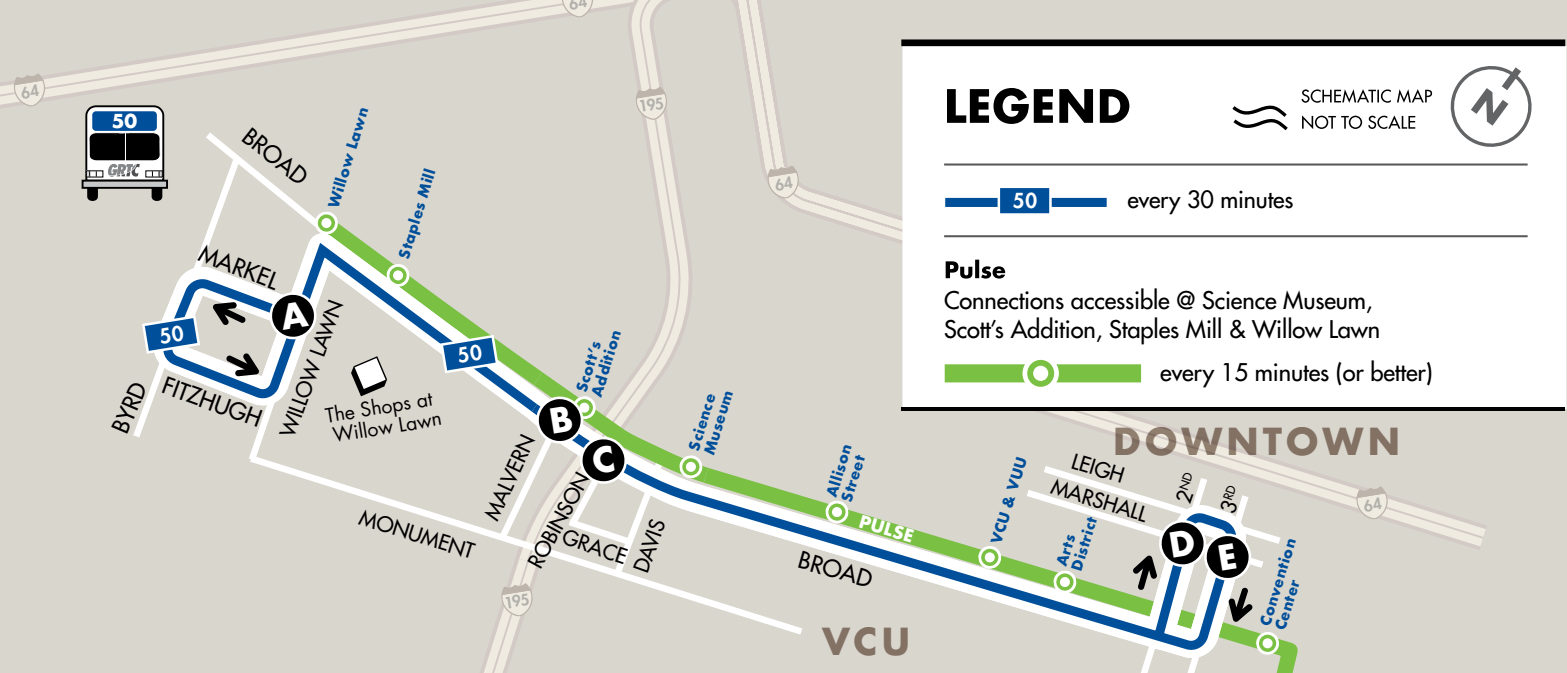 64
64
195
64
50
GRTC
BROAD
Willow Lawn
Staples Mill
MARKEL
A
50
BYRD
FITZHUGH
WILLOW LAWN
The Shops at
Willow Lawn
50
Scott's
Addition
B
C
Science
Museum
MALVERN
MONUMENT
ROBINSON
GRACE
DAVIS
195
Allison
Street
PULSE
BROAD
VCU
VCU & VUU
Arts
District
LEGEND
SCHEMATIC MAP
NOT TO SCALE
N
50
every 30 minutes
Pulse
Connections accessible @ Science Museum,
Scott's Addition, Staples Mill & Willow Lawn
every 15 minutes (or better)
DOWNTOWN
LEIGH
MARSHALL
2ND
3RD
64
D
E
Convention
Center